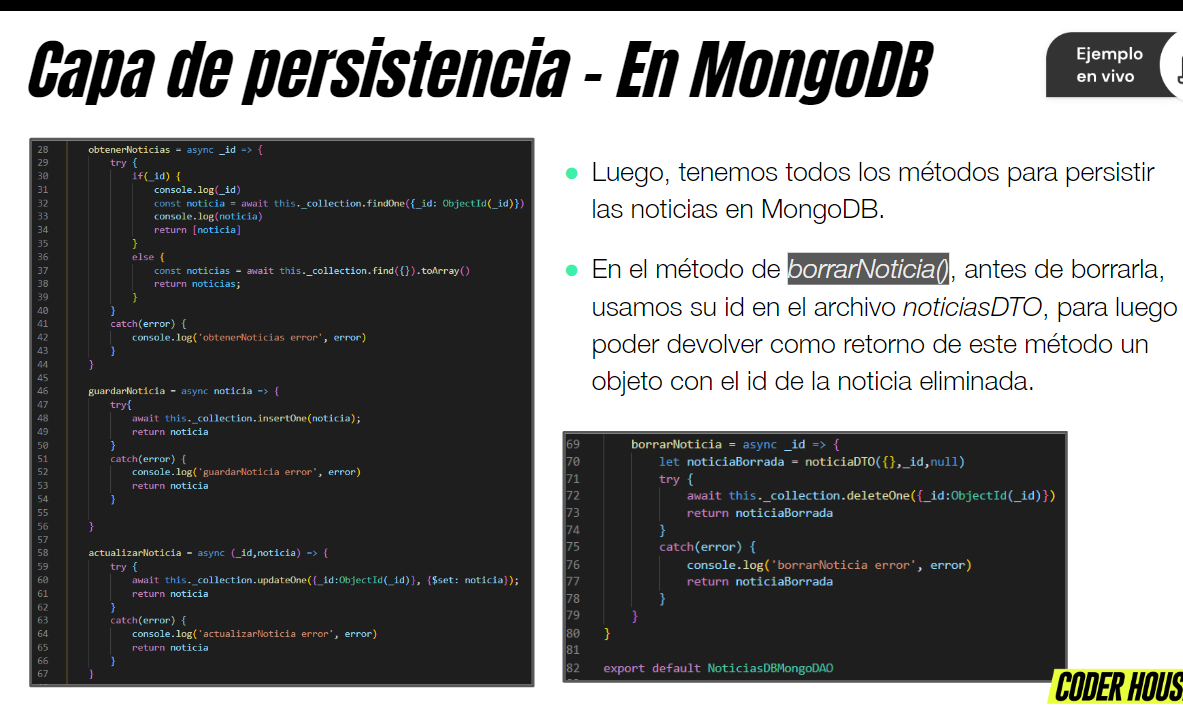 Capa de persistencia - En MongoDB
Ejemplo
en vivo
28 obtenerNoticias = async _id => {
29 try {
30 if(_id) {
31 console.log(_id)
32 const noticia = await this._collection.findOne({_id: ObjectId(_id)})
33 console.log(noticia)
34 return [noticia]
35 }
36 else {
37 const noticias = await this._collection.find({}).toArray()
38 return noticias;
39 }
40 }
41 catch(error) {
42 console.log('obtenerNoticias error', error)
43 }
44 }
45
46 guardarNoticia = async noticia => {
47 try{
48 await this._collection.insertOne(noticia);
49 return noticia
50 }
51 catch(error) {
52 console.log('guardarNoticia error', error)
53 return noticia
54 }
55
56 }
57
58 actualizarNoticia = async (_id,noticia) => {
59 try {
60 await this._collection.updateOne({_id:ObjectId(_id)}, {$set: noticia});
61 return noticia
62 }
63 catch(error) {
64 console.log('actualizarNoticia error', error)
65 return noticia
66 }
67 }
● Luego, tenemos todos los métodos para persistir
las noticias en MongoDB.
● En el método de borrarNoticia(), antes de borrarla,
usamos su id en el archivo noticiasDTO, para luego
poder devolver como retorno de este método un
objeto con el id de la noticia eliminada.
69 borrarNoticia = async _id => {
70 let noticiaBorrada = noticiaDTO({},_id,null)
71 try {
72 await this._collection.deleteOne({_id:ObjectId(_id)})
73 return noticiaBorrada
74 }
75 catch(error) {
76 console.log('borrarNoticia error', error)
77 return noticiaBorrada
78 }
79 }
80 }
81
82 export default NoticiasDBMongoDAO
CODER HOUS